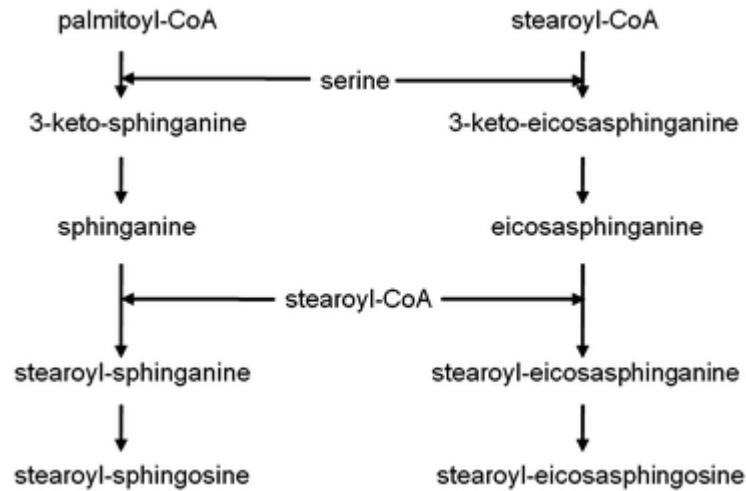 palmitoyl-CoA stearoyl-CoA
serine
3-keto-sphinganine 3-keto-eicosasphinganine
sphinganine eicosasphinganine
stearoyl-CoA
stearoyl-sphinganine stearoyl-eicosasphinganine
stearoyl-sphingosine stearoyl-eicosasphingosine